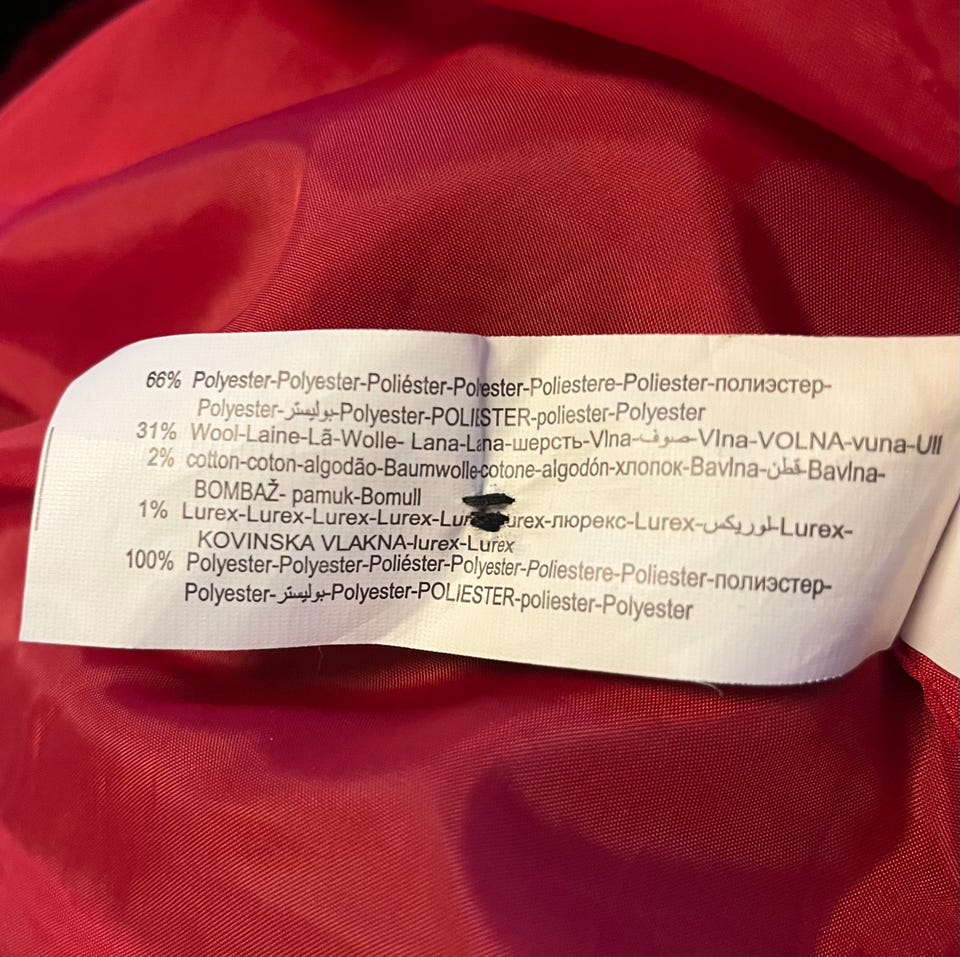 66% Polyester-Polyester-Poliéster-Polyester-Poliestere-Poliester-полиэстер-
Polyester-بوليستر-Polyester-POLIESTER-poliester-Polyester
31% Wool-Laine-Lã-Wolle- Lana-Lana-шерсть-Vlna-صوف-Vlna-VOLNA-vuna-Ull
2% cotton-coton-algodão-Baumwolle-cotone-algodón-хлопок-Bavlna-قطن-Bavlna-
BOMBAŽ- pamuk-Bomull
1% Lurex-Lurex-Lurex-Lurex-Lurex-Lurex-люрекс-Lurex-لوريكس-Lurex-
KOVINSKA VLAKNA-lurex-Lurex
100% Polyester-Polyester-Poliéster-Polyester-Poliestere-Poliester-полиэстер-
Polyester-بوليستر-Polyester-POLIESTER-poliester-Polyester